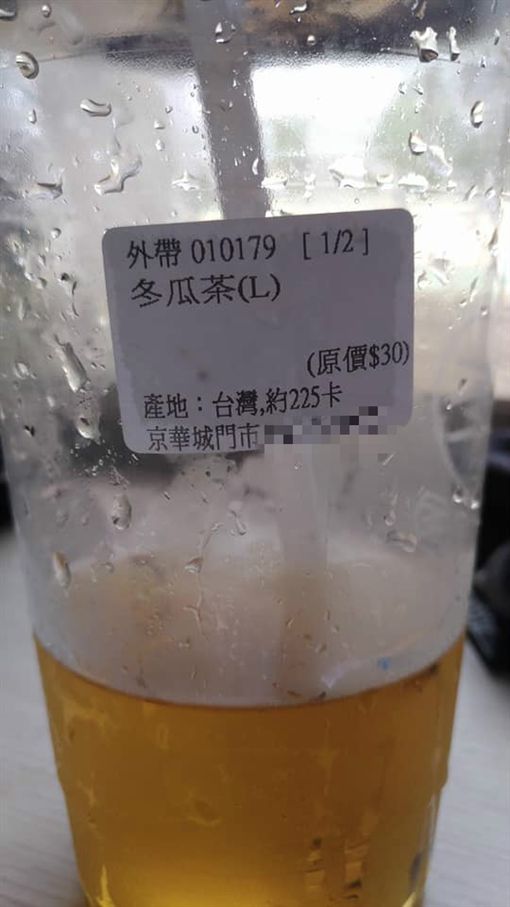 外帶 010179 [ 1/2 ]
冬瓜茶(L)
(原價$30)
產地：台灣,約225卡
京華城門市